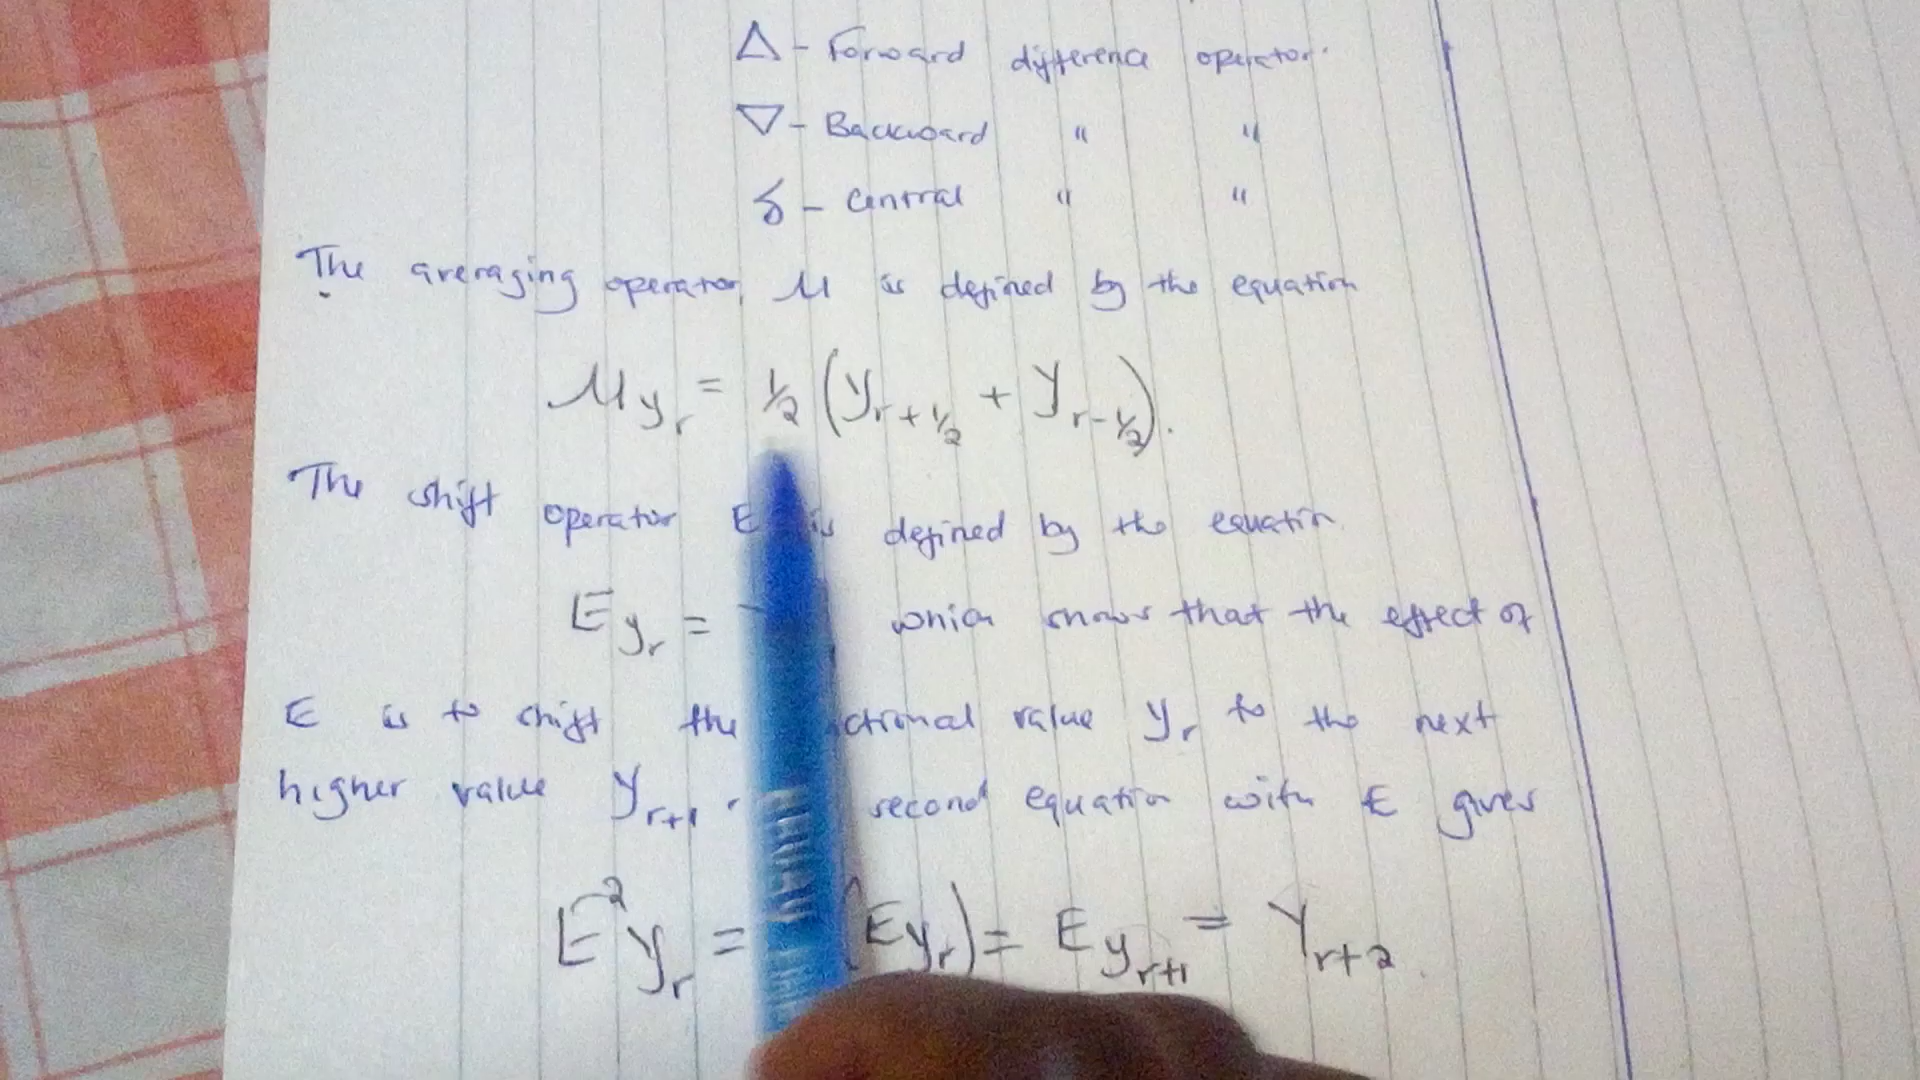 Δ - Forward difference operator.
∇ - Backward " "
δ - Central " "
The averaging operator, μ is defined by the equation
μy_r = 1/2 (y_{r+1/2} + y_{r-1/2}).
The shift operator E is defined by the equation
Ey_r = which shows that the effect of
E is to shift the value y_r to the next
higher value y_{r+1}. second equation with E gives
E²y_r = (Ey_r) = Ey_{r+1} = y_{r+2}.